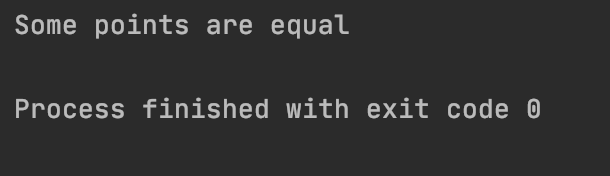 Some points are equal
Process finished with exit code 0